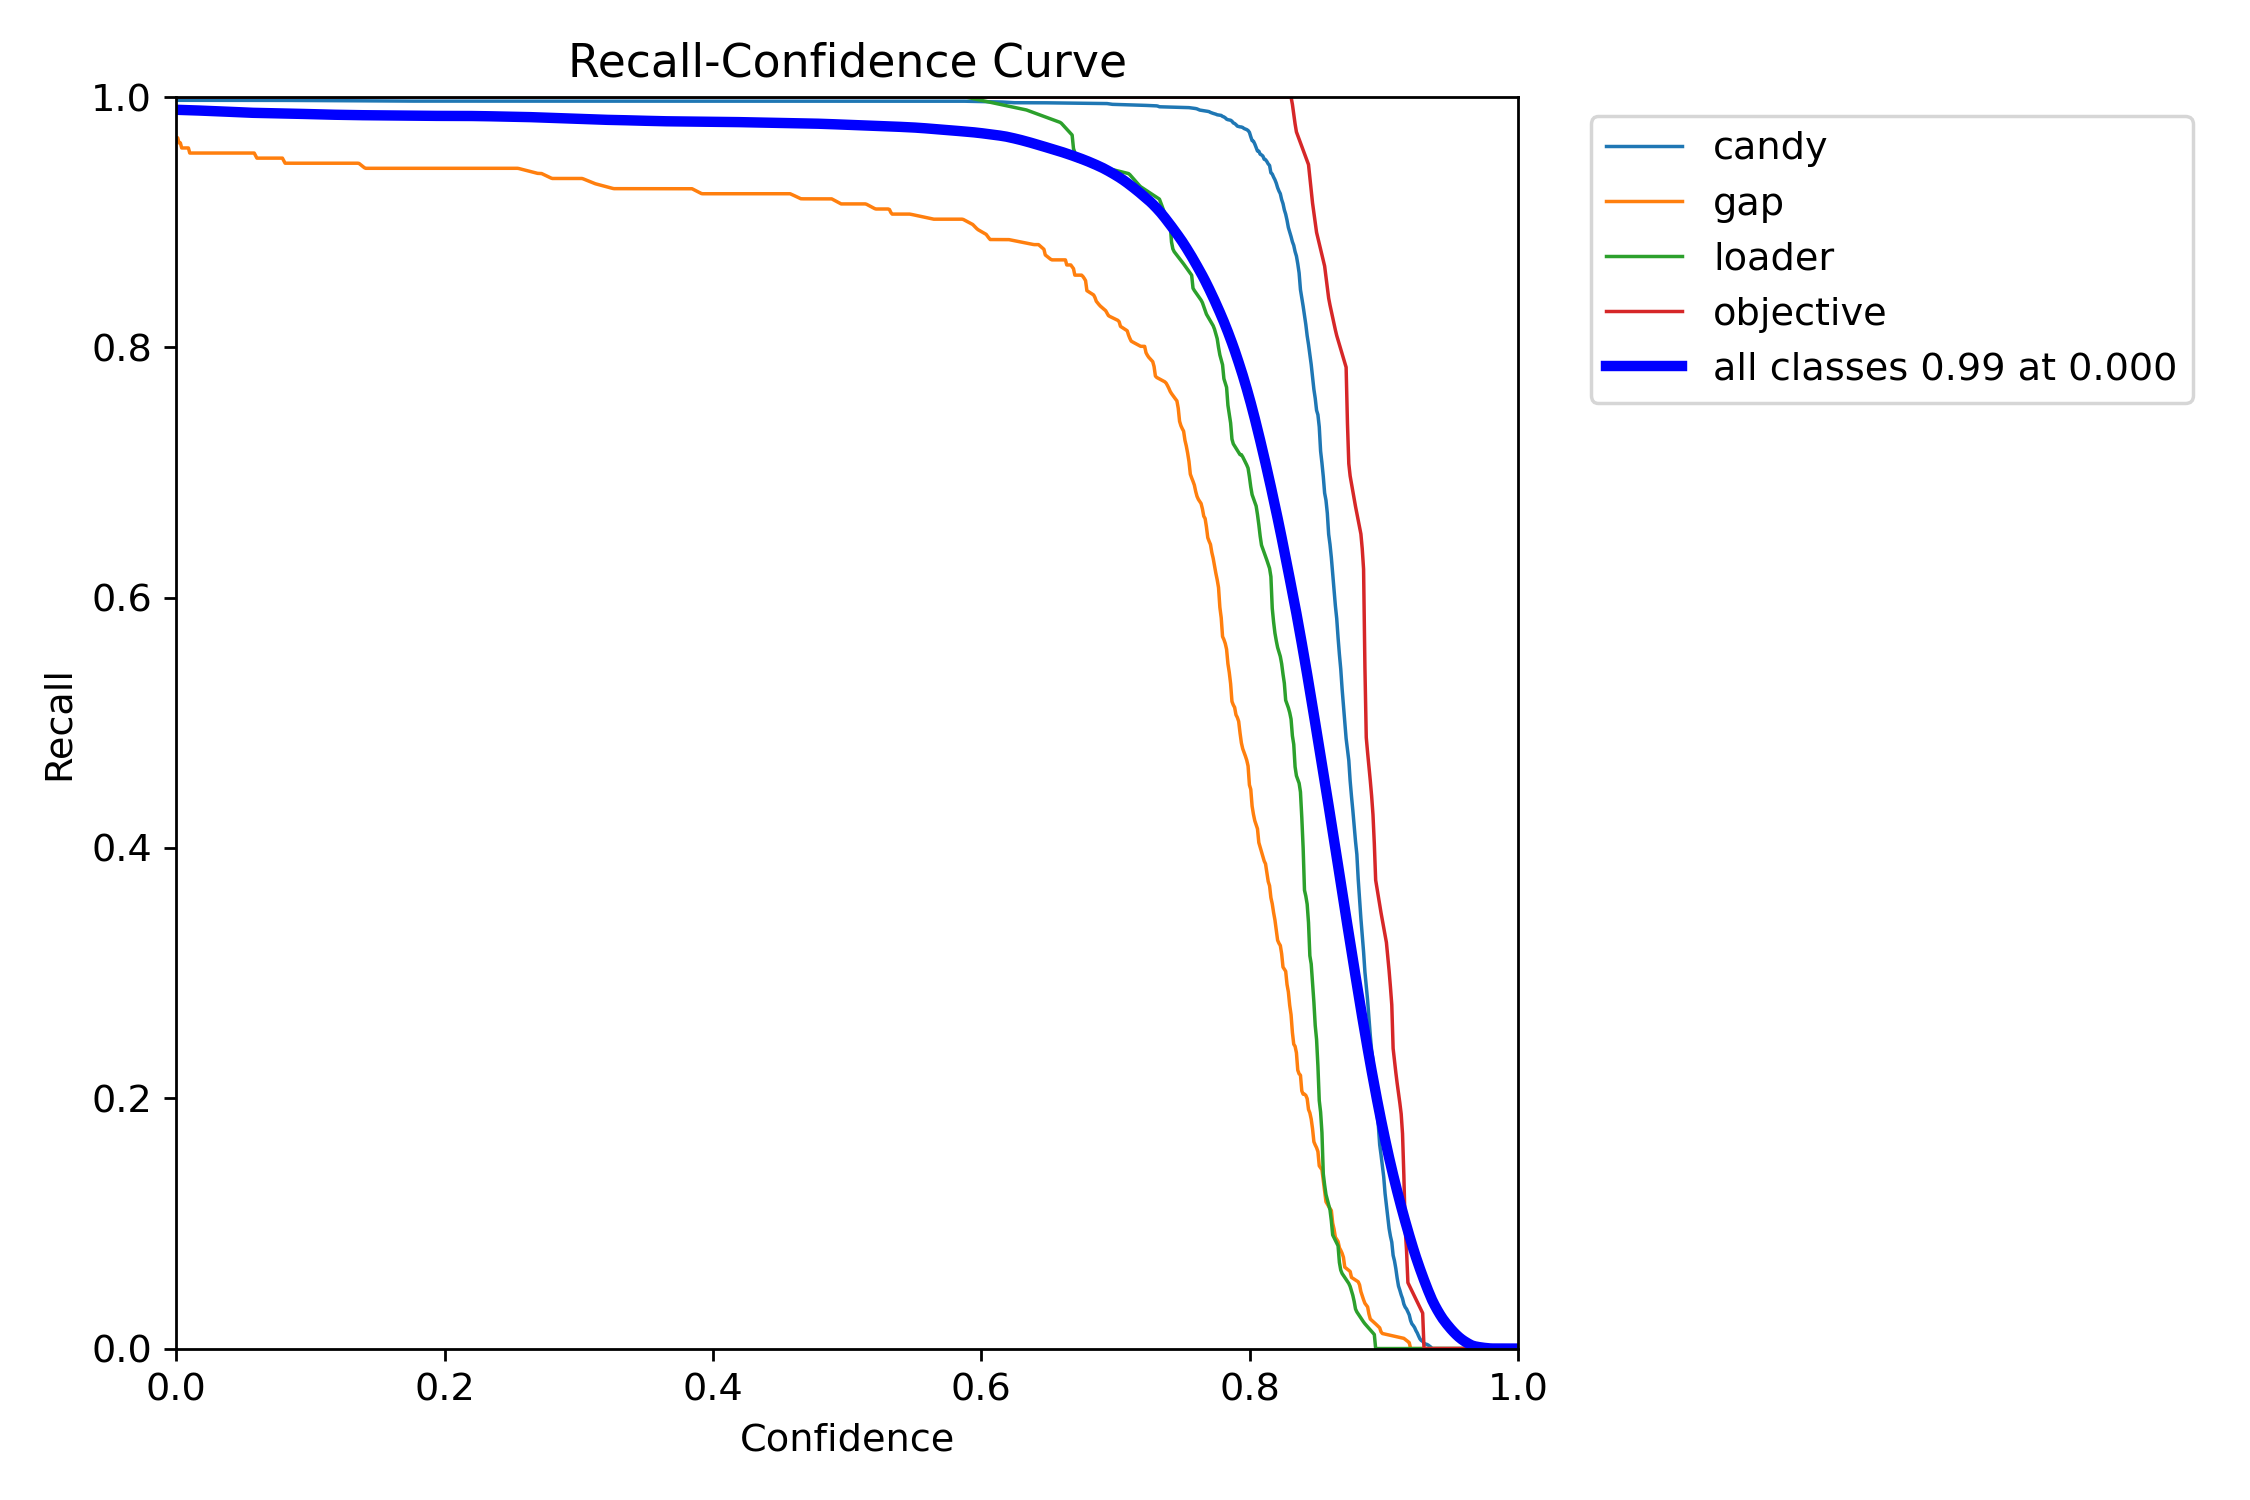 Recall-Confidence Curve
1.0
0.8
0.6
0.4
0.2
0.0
Recall
0.0 0.2 0.4 0.6 0.8 1.0
Confidence
candy
gap
loader
objective
all classes 0.99 at 0.000